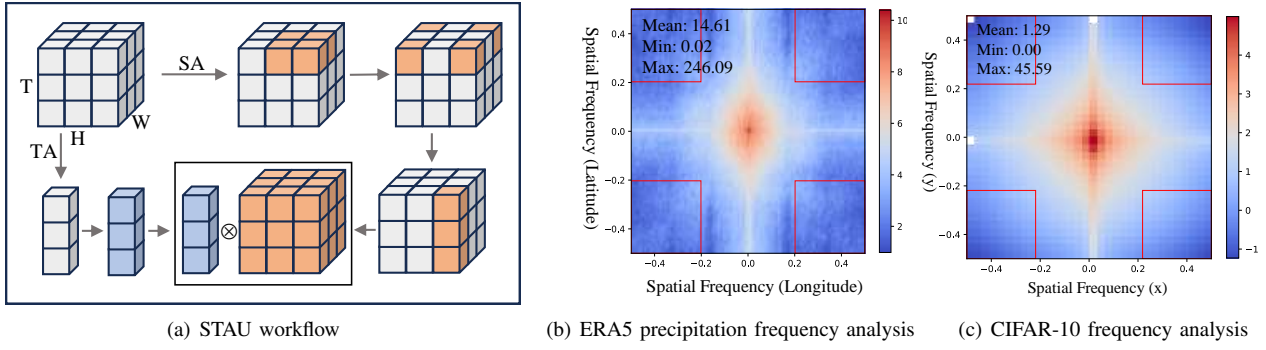 SA
T
W
H
TA
⊗
(a) STAU workflow
Mean: 14.61
Min: 0.02
Max: 246.09
Spatial Frequency (Latitude)
0.4
0.2
0.0
−0.2
−0.4
−0.4 −0.2 0.0 0.2 0.4
Spatial Frequency (Longitude)
10
8
6
4
2
(b) ERA5 precipitation frequency analysis
Mean: 1.29
Min: 0.00
Max: 45.59
Spatial Frequency (y)
0.4
0.2
0.0
−0.2
−0.4
−0.4 −0.2 0.0 0.2 0.4
Spatial Frequency (x)
4
3
2
1
0
−1
(c) CIFAR-10 frequency analysis